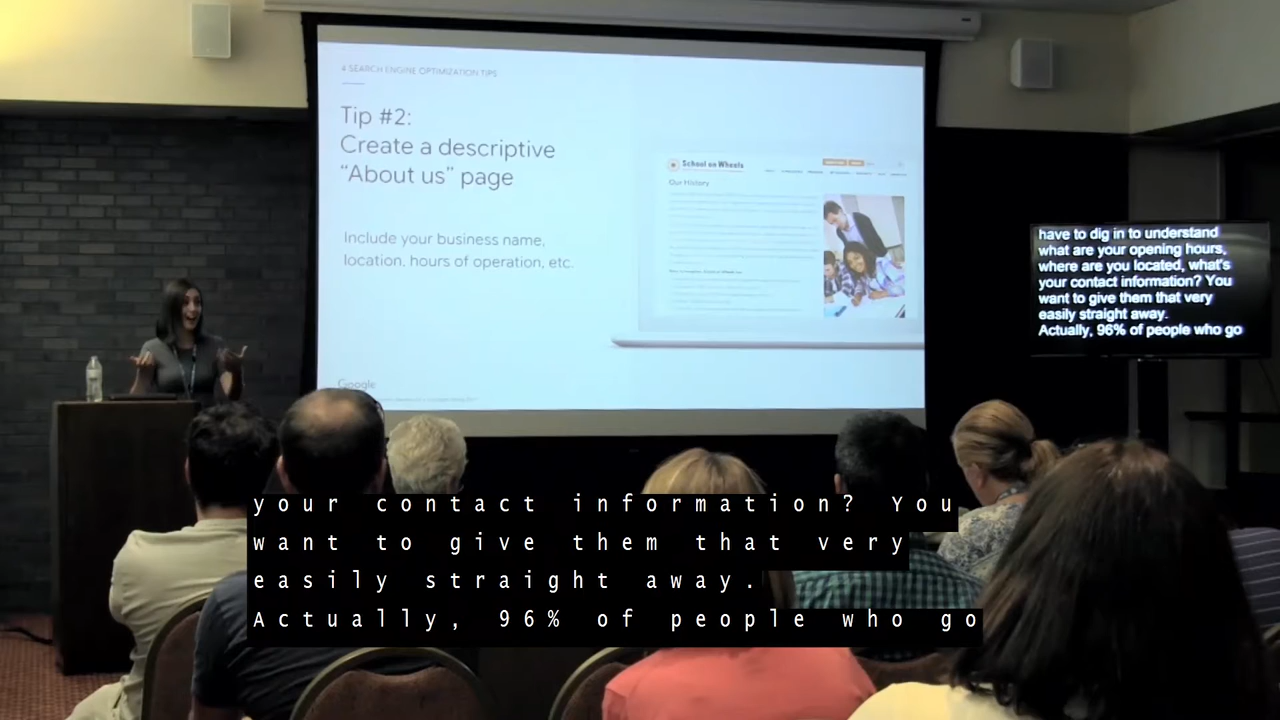 4 SEARCH ENGINE OPTIMIZATION TIPS
Tip #2:
Create a descriptive
“About us” page
Include your business name,
location, hours of operation, etc.
School on Wheels
Our History
Google
have to dig in to understand
what are your opening hours,
where are you located, what's
your contact information? You
want to give them that very
easily straight away.
Actually, 96% of people who go
your contact information? You
want to give them that very
easily straight away.
Actually, 96% of people who go